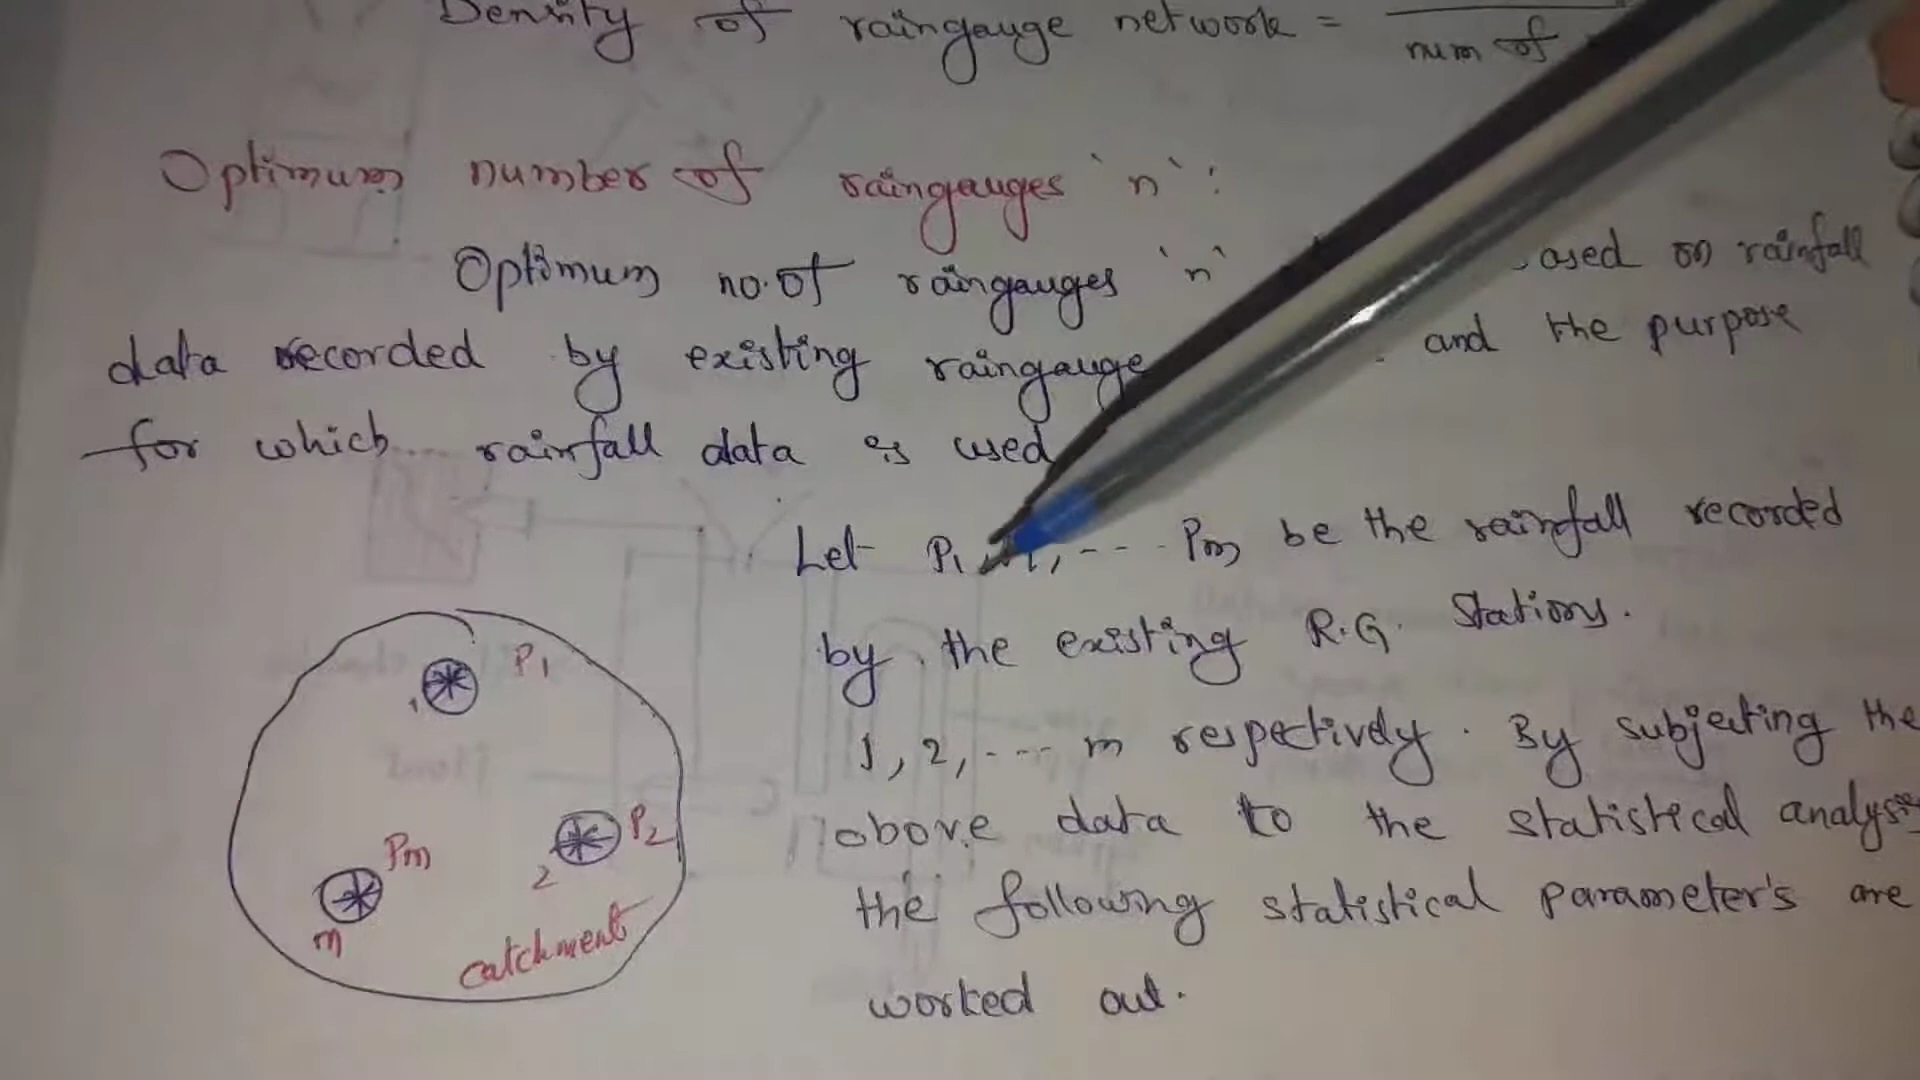 Density of raingauge network =
num of
Optimum number of raingauges 'n' :
Optimum no.of raingauges 'n' on rainfall
data recorded by existing raingauge and the purpose
for which rainfall data is used
Let P1, , --- Pm be the rainfall recorded
by the existing R.G. Stations.
1, 2, --- m respectively. By subjecting the
above data to the statistical
the following statistical parameter's are
worked out.
P1
1
P2
2
Pm
m
catchment